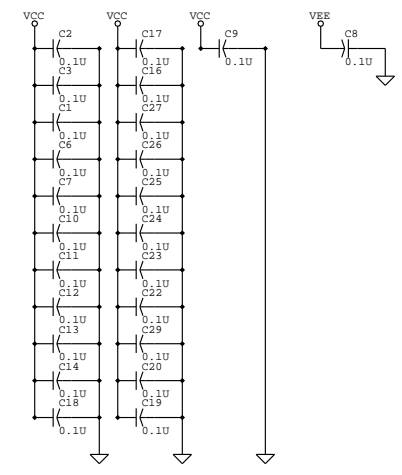 VCC VCC VCC VEE
C2 C17 C9 C8
0.1U 0.1U 0.1U 0.1U
C3 C16
0.1U 0.1U
C1 C27
0.1U 0.1U
C6 C26
0.1U 0.1U
C7 C25
0.1U 0.1U
C10 C24
0.1U 0.1U
C11 C23
0.1U 0.1U
C12 C22
0.1U 0.1U
C13 C29
0.1U 0.1U
C14 C20
0.1U 0.1U
C18 C19
0.1U 0.1U